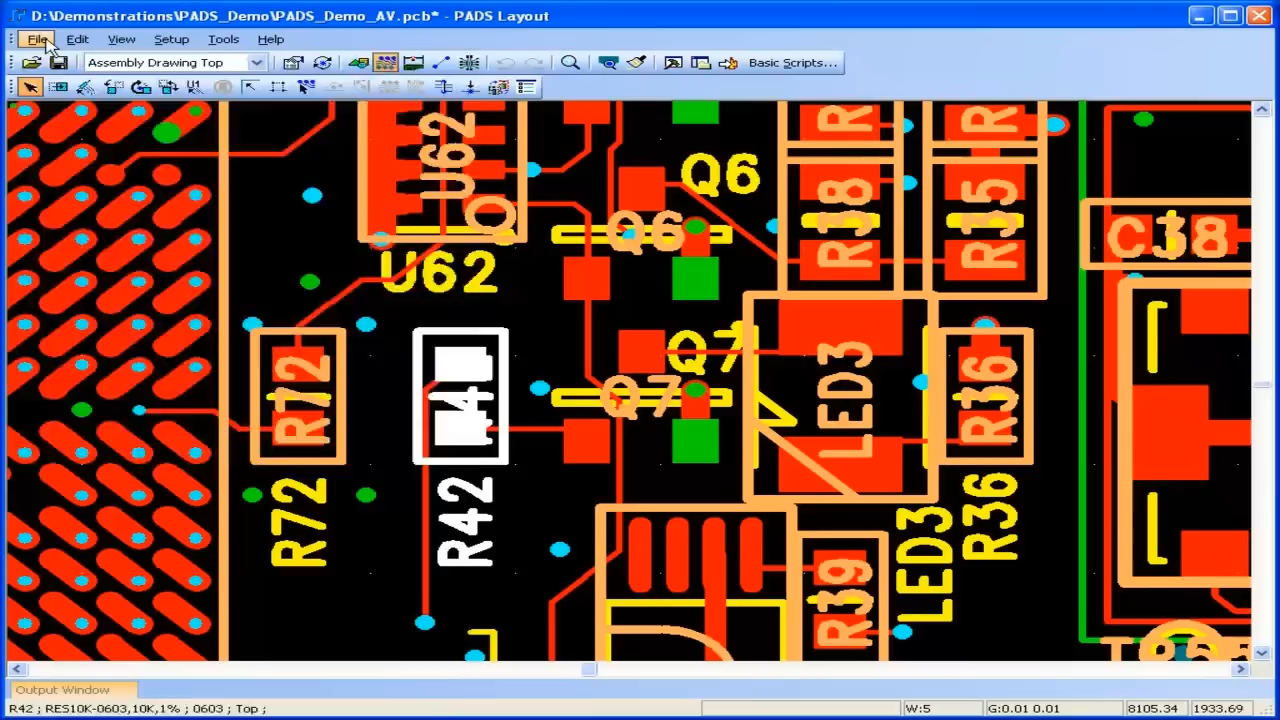 D:\Demonstrations\PADS_Demo\PADS_Demo_AV.pcb* - PADS Layout
File Edit View Setup Tools Help
Assembly Drawing Top
Basic Scripts...
U62
U62
Q6
Q6
R
R
R38
R35
C38
R72
R72
R42
Q7
Q7
LED3
LED3
R36
R36
R39
Output Window
R42 ; RES10K-0603,10K,1% ; 0603 ; Top ;
W:5
G:0.01 0.01
8105.34
1933.69